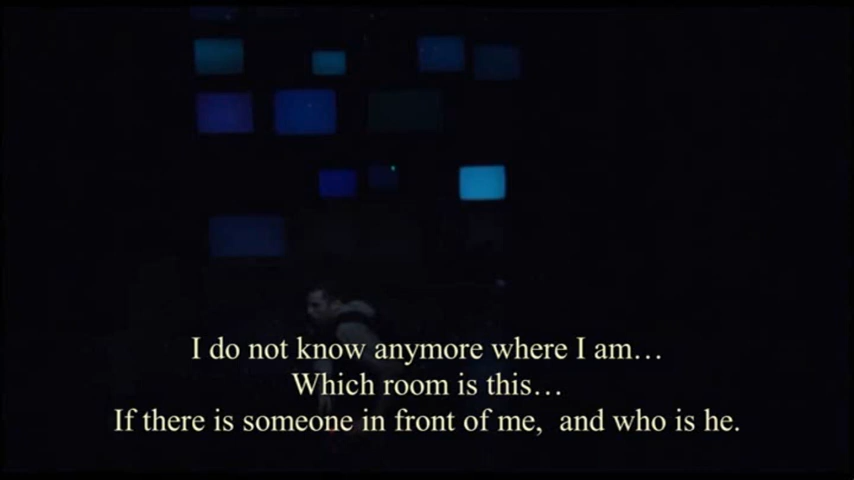 I do not know anymore where I am…
Which room is this…
If there is someone in front of me,  and who is he.